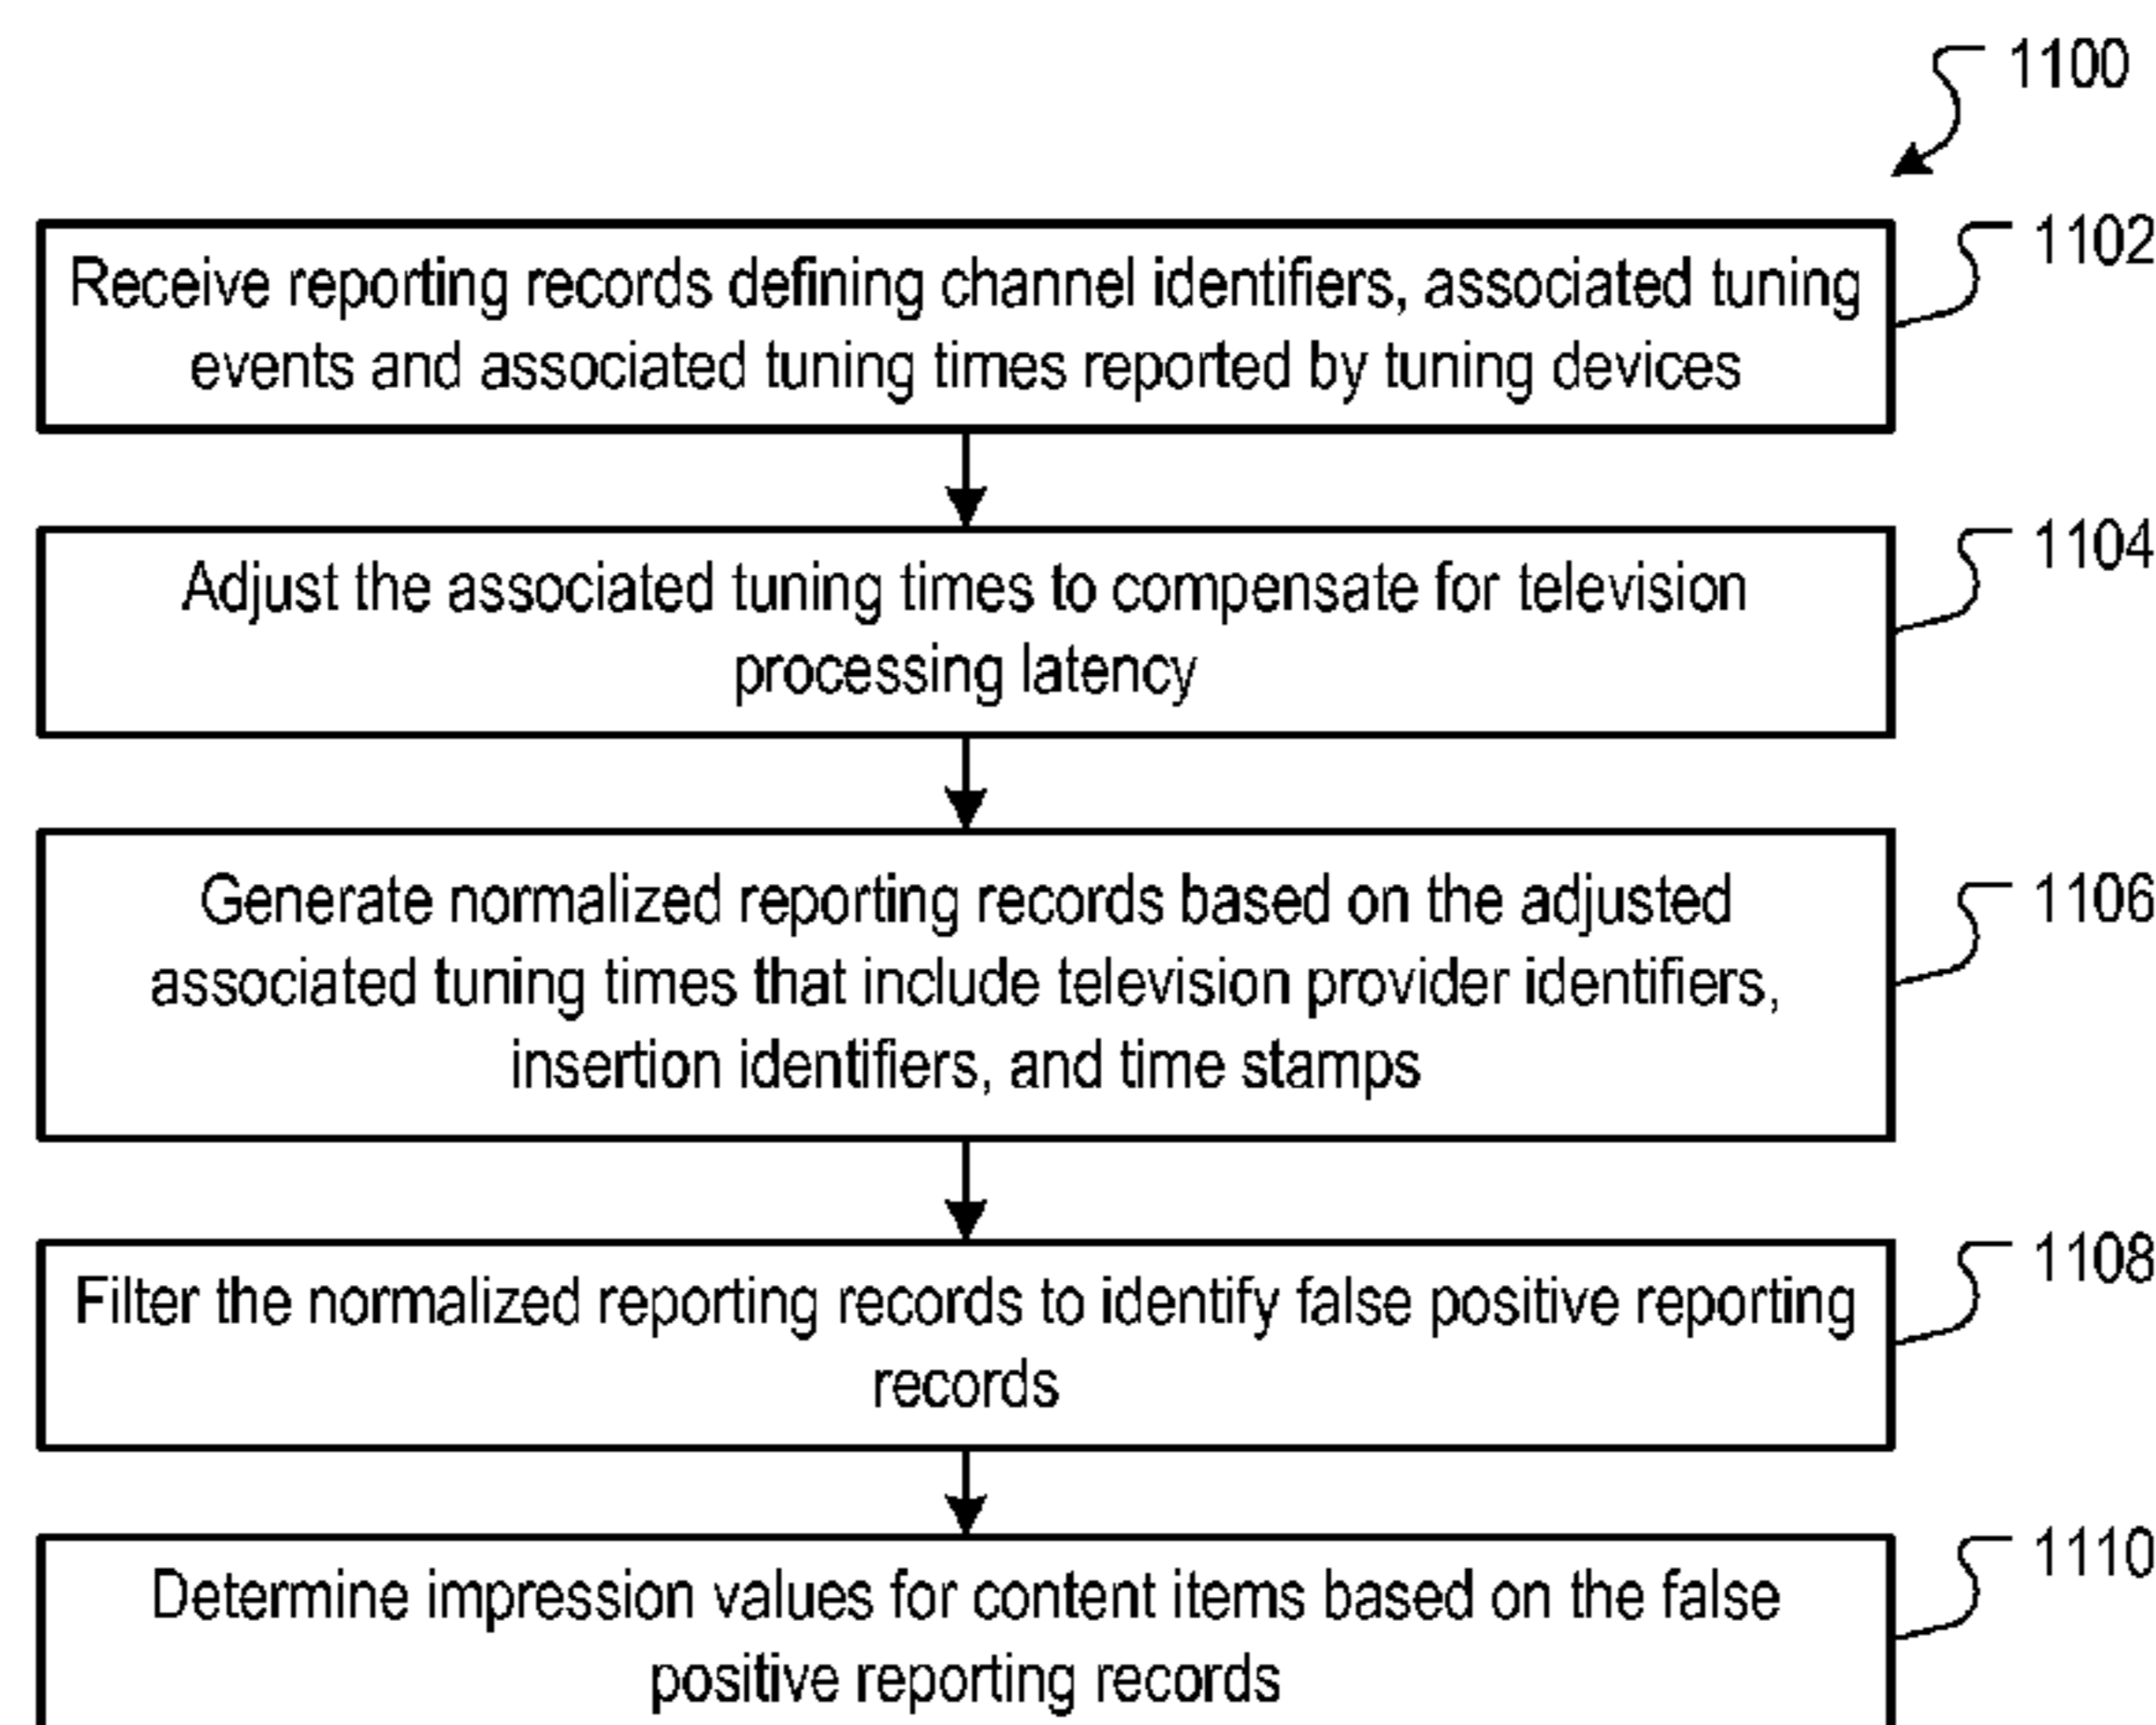 1100
1102
Receive reporting records defining channel identifiers, associated tuning
events and associated tuning times reported by tuning devices
1104
Adjust the associated tuning times to compensate for television
processing latency
1106
Generate normalized reporting records based on the adjusted
associated tuning times that include television provider identifiers,
insertion identifiers, and time stamps
1108
Filter the normalized reporting records to identify false positive reporting
records
1110
Determine impression values for content items based on the false
positive reporting records